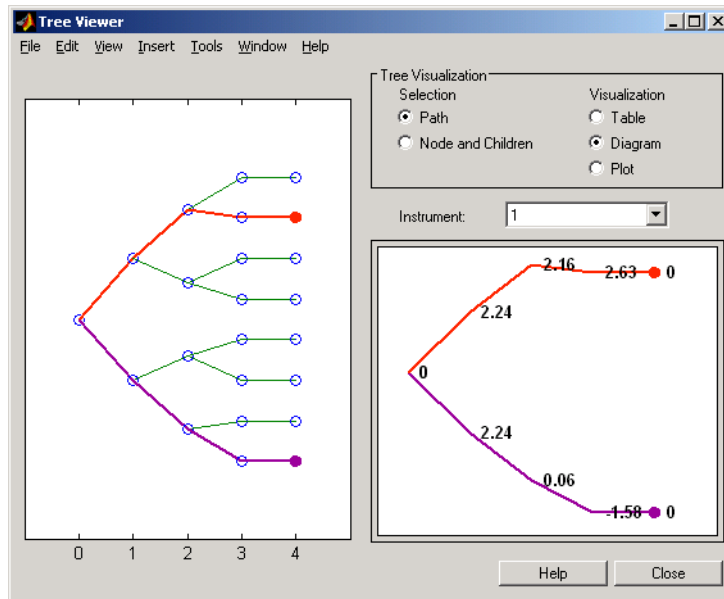 Tree Viewer
File Edit View Insert Tools Window Help
Tree Visualization
Selection
Visualization
Path
Table
Node and Children
Diagram
Plot
Instrument:
1
2.16
2.63
0
2.24
0
2.24
0.06
-1.58
0
0 1 2 3 4
Help
Close